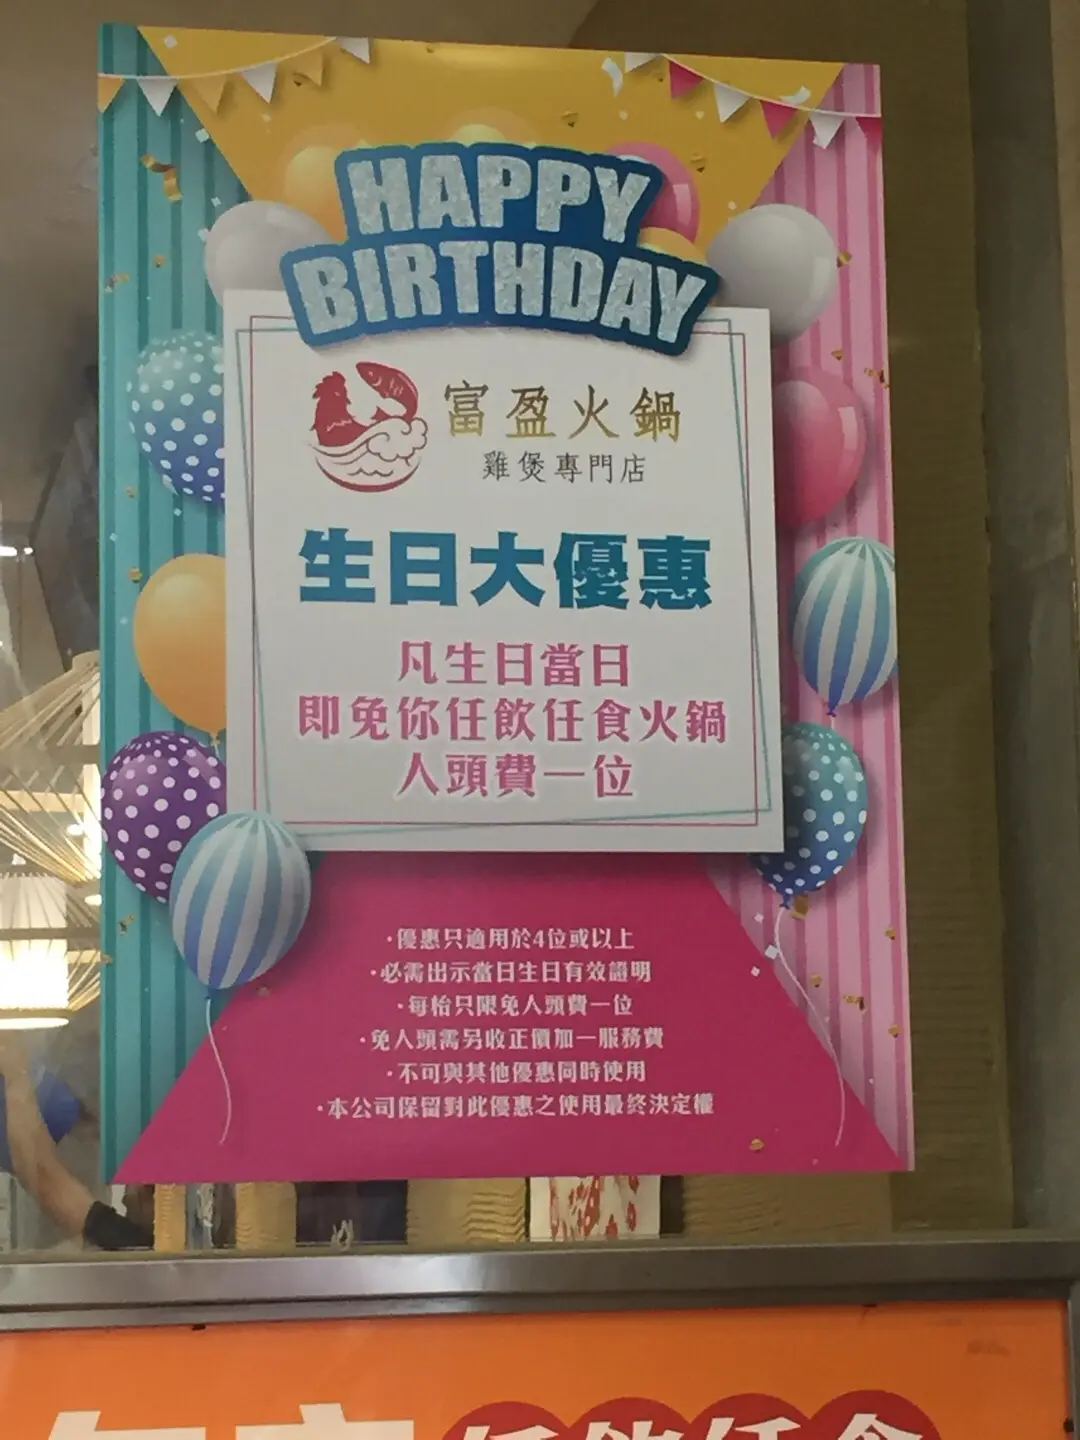 HAPPY
BIRTHDAY
富盈火鍋
雞煲專門店
生日大優惠
凡生日當日
即免你任飲任食火鍋
人頭費一位
·優惠只適用於4位或以上
·必需出示當日生日有效證明
·每枱只限免人頭費一位
·免人頭需另收正價加一服務費
·不可與其他優惠同時使用
·本公司保留對此優惠之使用最終決定權